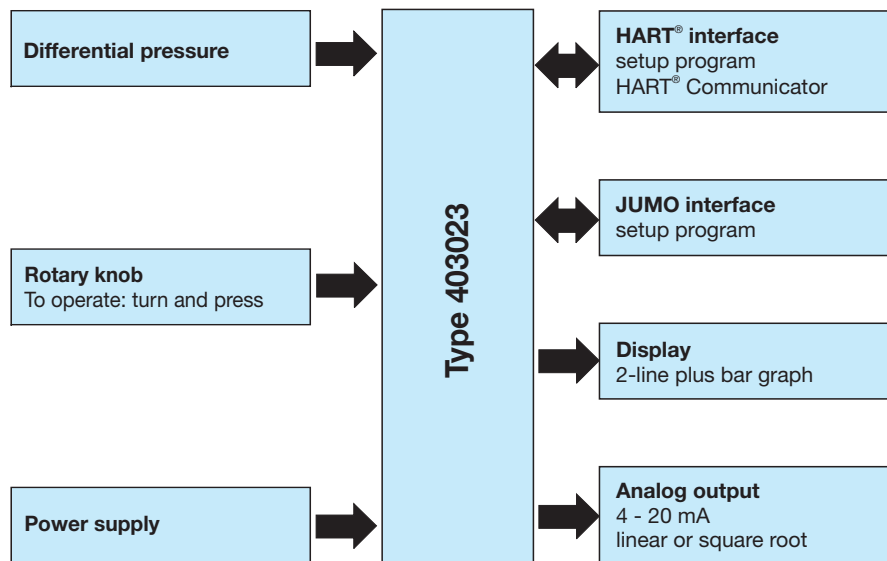 Differential pressure
Rotary knob
To operate: turn and press
Power supply
Type 403023
HART® interface
setup program
HART® Communicator
JUMO interface
setup program
Display
2-line plus bar graph
Analog output
4 - 20 mA
linear or square root